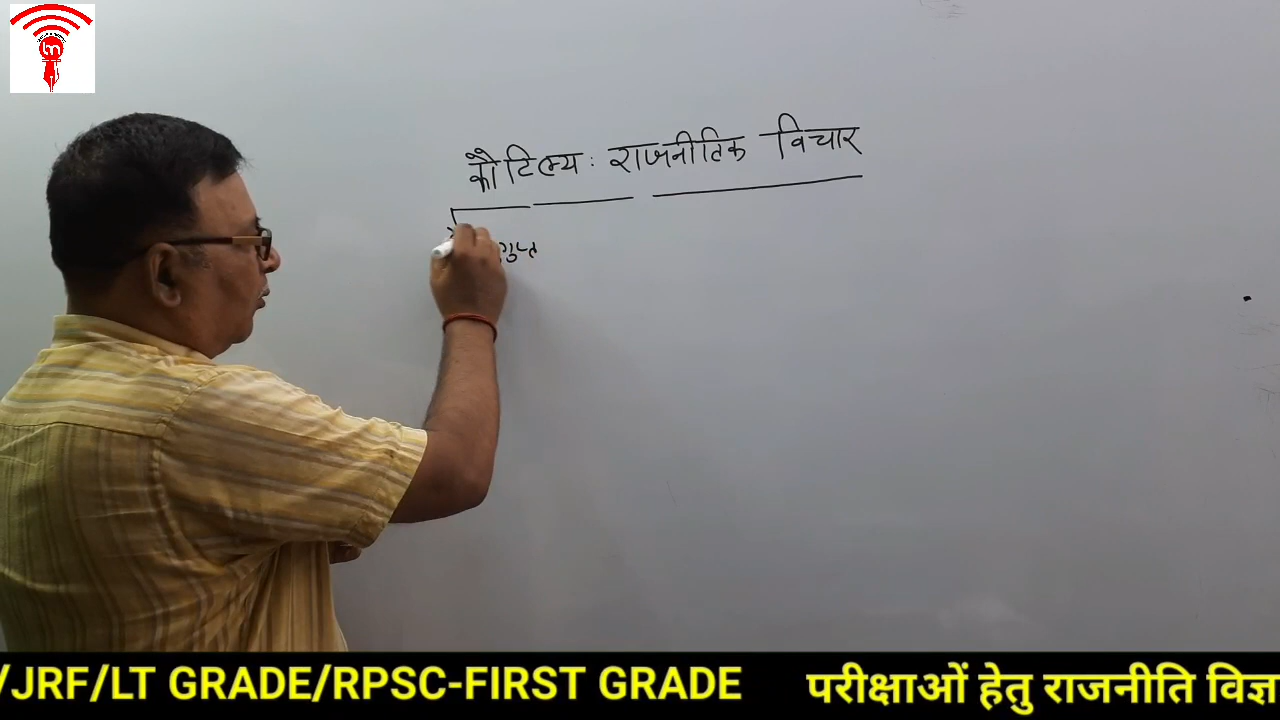 कौटिल्य : राजनीतिक विचार
गुप्त
/JRF/LT GRADE/RPSC-FIRST GRADE परीक्षाओं हेतु राजनीति विज्ञ